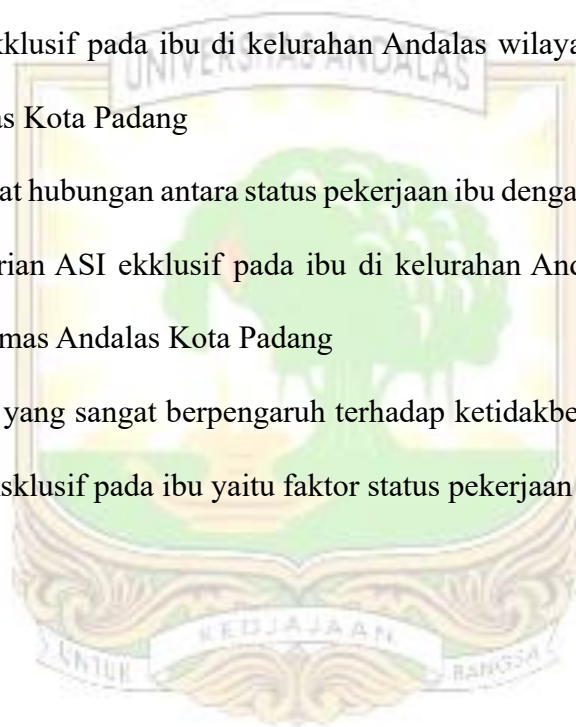 kklusif pada ibu di kelurahan Andalas wilaya
UNIVERSITAS ANDALAS
as Kota Padang
at hubungan antara status pekerjaan ibu denga
rian ASI ekklusif pada ibu di kelurahan And
mas Andalas Kota Padang
yang sangat berpengaruh terhadap ketidakbe
ksklusif pada ibu yaitu faktor status pekerjaan
KEDJAJAAN
UNTUK
BANGSA